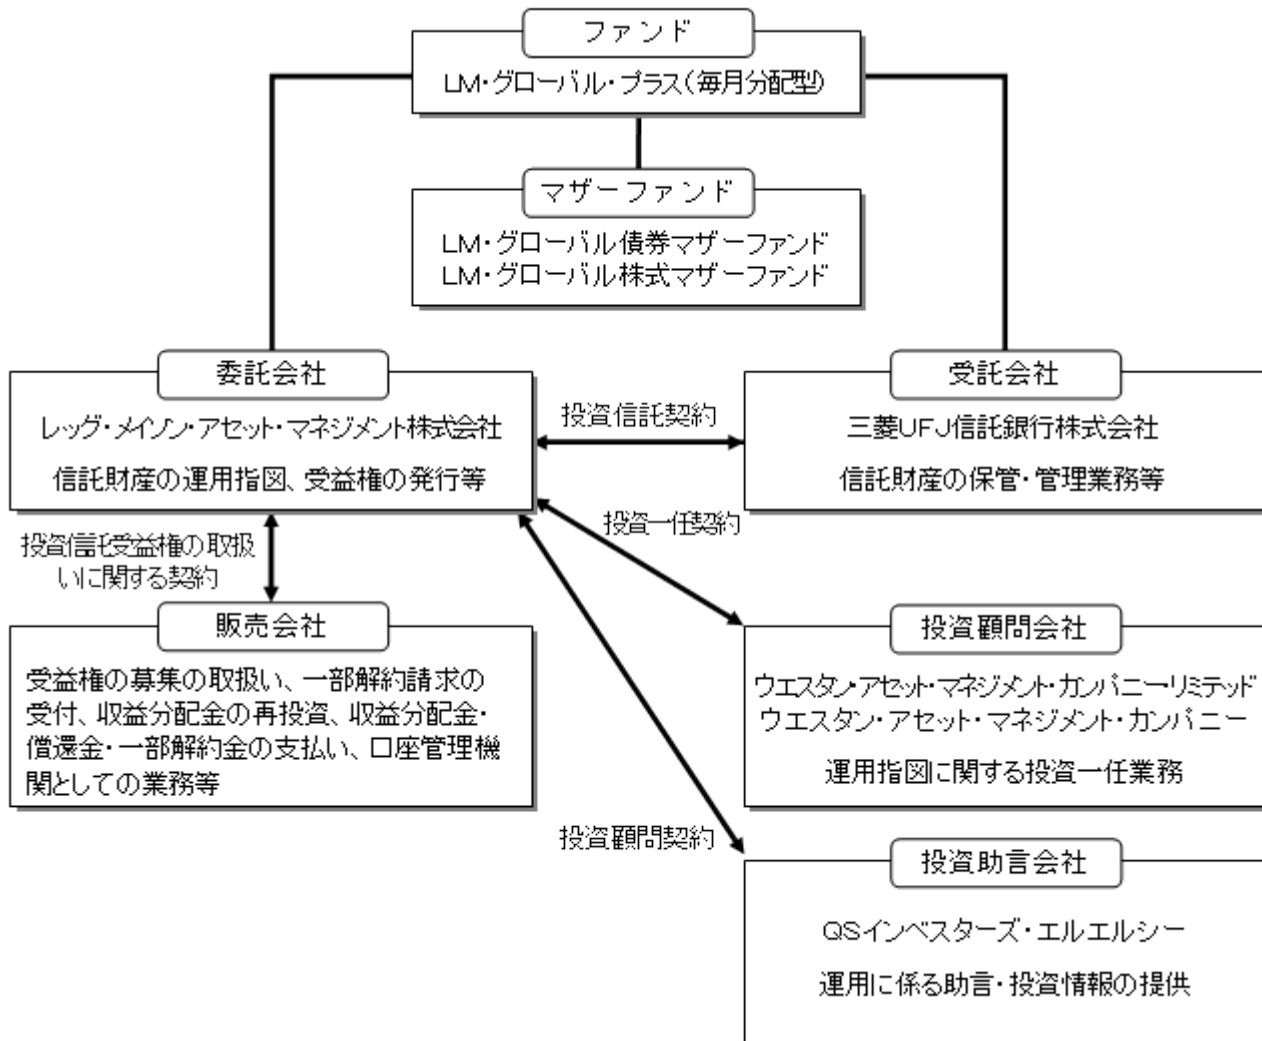 ファンド
LM・グローバル・プラス(毎月分配型)
マザーファンド
LM・グローバル債券マザーファンド
LM・グローバル株式マザーファンド
委託会社
レッグ・メイソン・アセット・マネジメント株式会社
信託財産の運用指図、受益権の発行等
投資信託契約
受託会社
三菱UFJ信託銀行株式会社
信託財産の保管・管理業務等
投資信託受益権の取扱
いに関する契約
投資一任契約
販売会社
受益権の募集の取扱い、一部解約請求の
受付、収益分配金の再投資、収益分配金・
償還金・一部解約金の支払い、口座管理機
関としての業務等
投資顧問会社
ウエスタン・アセット・マネジメント・カンパニー・リミテッド
ウエスタン・アセット・マネジメント・カンパニー
運用指図に関する投資一任業務
投資顧問契約
投資助言会社
QSインベスターズ・エルエルシー
運用に係る助言・投資情報の提供